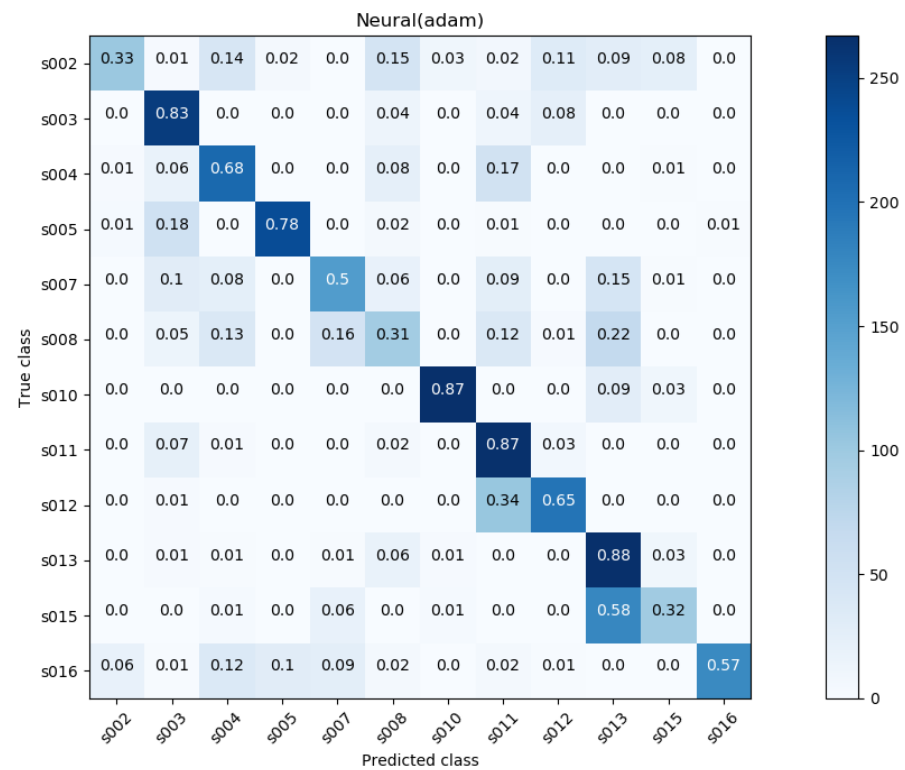 Neural(adam)
s002 0.33 0.01 0.14 0.02 0.0 0.15 0.03 0.02 0.11 0.09 0.08 0.0
s003 0.0 0.83 0.0 0.0 0.0 0.04 0.0 0.04 0.08 0.0 0.0 0.0
s004 0.01 0.06 0.68 0.0 0.0 0.08 0.0 0.17 0.0 0.0 0.01 0.0
s005 0.01 0.18 0.0 0.78 0.0 0.02 0.0 0.01 0.0 0.0 0.0 0.01
s007 0.0 0.1 0.08 0.0 0.5 0.06 0.0 0.09 0.0 0.15 0.01 0.0
s008 0.0 0.05 0.13 0.0 0.16 0.31 0.0 0.12 0.01 0.22 0.0 0.0
s010 0.0 0.0 0.0 0.0 0.0 0.0 0.87 0.0 0.0 0.09 0.03 0.0
s011 0.0 0.07 0.01 0.0 0.0 0.02 0.0 0.87 0.03 0.0 0.0 0.0
s012 0.0 0.01 0.0 0.0 0.0 0.0 0.0 0.34 0.65 0.0 0.0 0.0
s013 0.0 0.01 0.01 0.0 0.01 0.06 0.01 0.0 0.0 0.88 0.03 0.0
s015 0.0 0.0 0.01 0.0 0.06 0.0 0.01 0.0 0.0 0.58 0.32 0.0
s016 0.06 0.01 0.12 0.1 0.09 0.02 0.0 0.02 0.01 0.0 0.0 0.57
s002 s003 s004 s005 s007 s008 s010 s011 s012 s013 s015 s016
Predicted class
True class
250
200
150
100
50
0